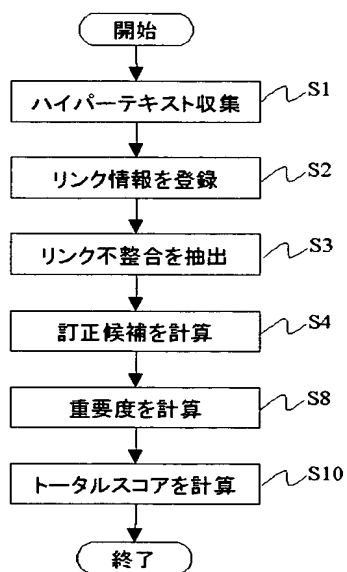 開始
ハイパーテキスト収集
S1
リンク情報を登録
S2
リンク不整合を抽出
S3
訂正候補を計算
S4
重要度を計算
S8
トータルスコアを計算
S10
終了